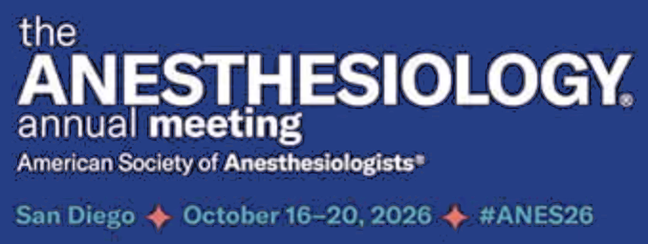 the
ANESTHESIOLOGY®
annual meeting
American Society of Anesthesiologists®
San Diego ✦ October 16–20, 2026 ✦ #ANES26